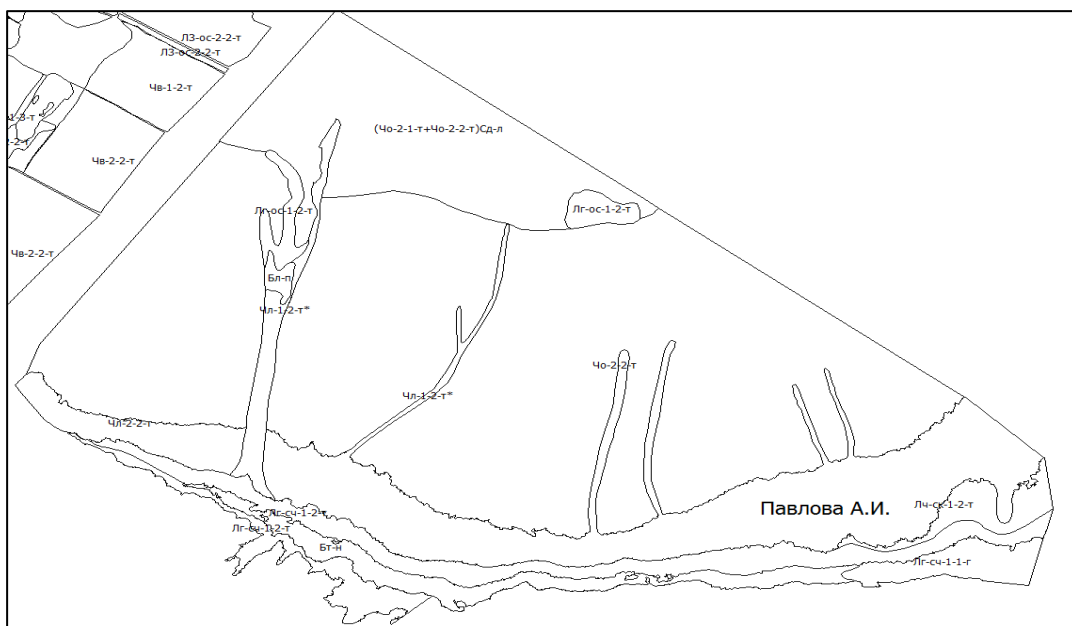 ЛЗ-ос-2-2-т
ЛЗ-ос-2-2-т
Чв-1-2-т
(Чо-2-1-т+Чо-2-2-т)Сд-л
Чв-2-2-т
Лг-ос-1-2-т
Лг-ос-1-2-т
Чв-2-2-т
Бл-п
Чл-1-2-т*
Чо-2-2-т
Чл-1-2-т*
Чл-2-2-т
Павлова А.И.
Лч-ск-1-2-т
Лг-сч-1-2-т
Лг-сч-1-2-т
Бт-н
Лг-сч-1-1-г